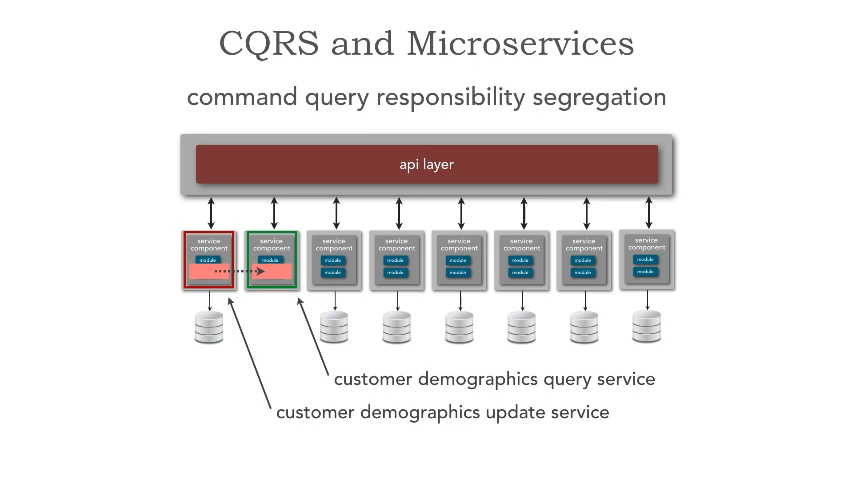 CQRS and Microservices
command query responsibility segregation
api layer
service
component
module
service
component
module
service
component
module
module
service
component
module
module
service
component
module
module
service
component
module
module
service
component
module
module
service
component
module
module
customer demographics query service
customer demographics update service